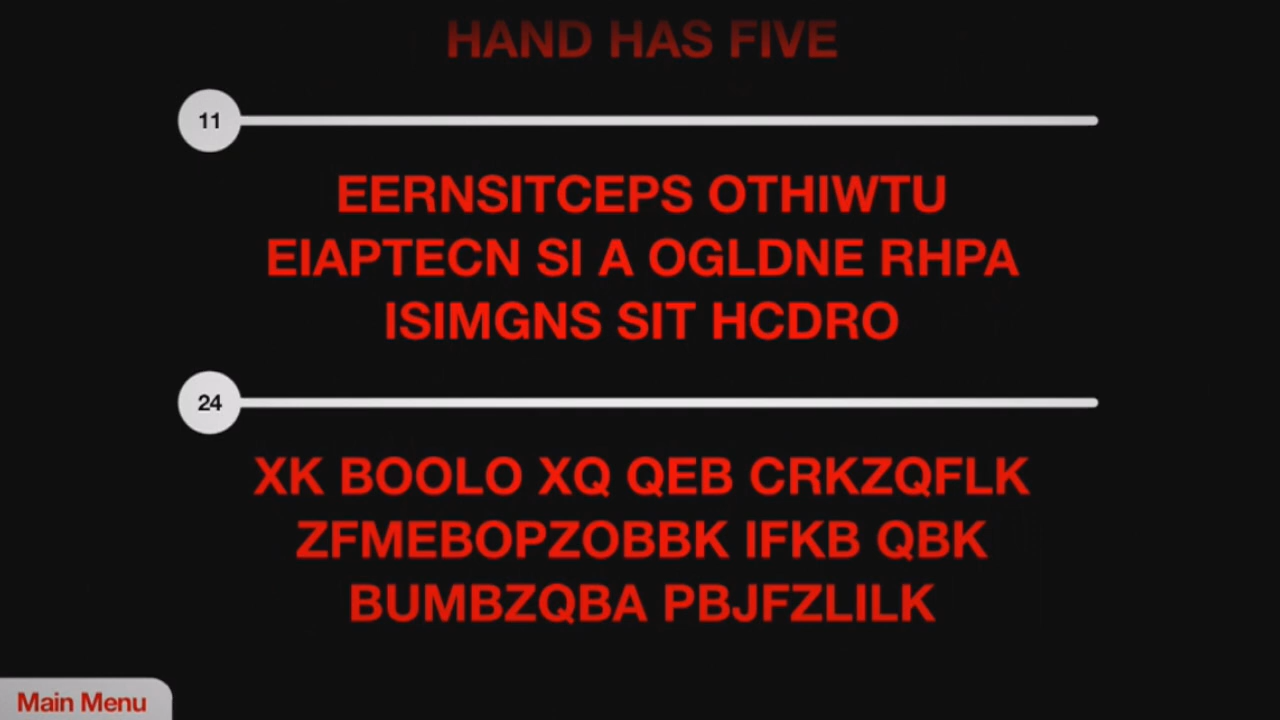 HAND HAS FIVE
11
EERNSITCEPS OTHIWTU
EIAPTECN SI A OGLDNE RHPA
ISIMGNS SIT HCDRO
24
XK BOOLO XQ QEB CRKZQFLK
ZFMEBOPZOBBK IFKB QBK
BUMBZQBA PBJFZLILK
Main Menu